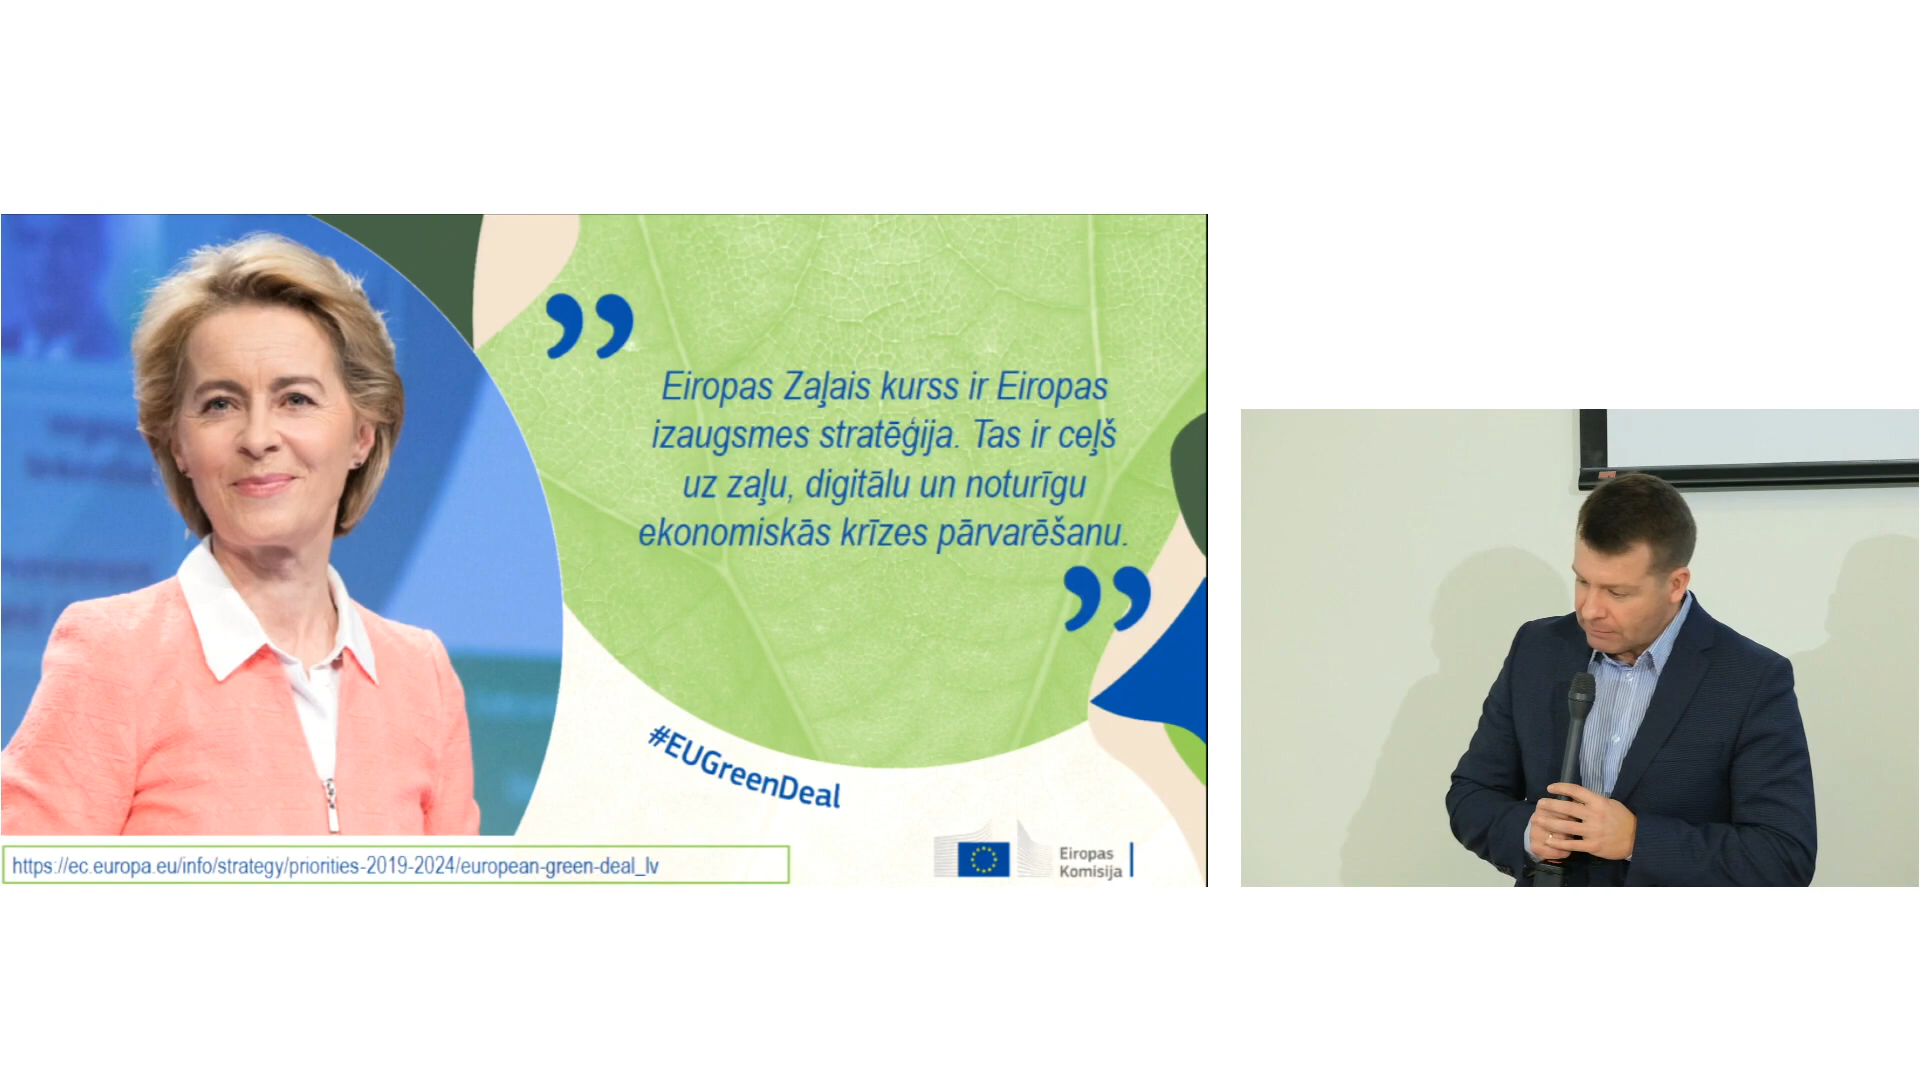 Eiropas Zaļais kurss ir Eiropas
izaugsmes stratēģija. Tas ir ceļš
uz zaļu, digitālu un noturīgu
ekonomiskās krīzes pārvarēšanu.
#EUGreenDeal
https://ec.europa.eu/info/strategy/priorities-2019-2024/european-green-deal_lv
Eiropas
Komisija